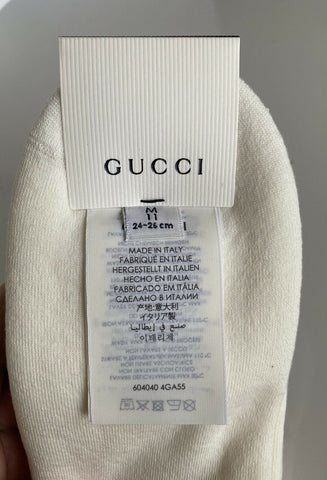 GUCCI
M
II
24-26 cm
MADE IN ITALY
FABRIQUÉ EN ITALIE
HERGESTELLT IN ITALIEN
HECHO EN ITALIA
FABRICADO EM ITÁLIA
СДЕЛАНО В ИТАЛИИ
产地:意大利
イタリア製
صنع في إيطاليا
이태리제
604040 4GA55